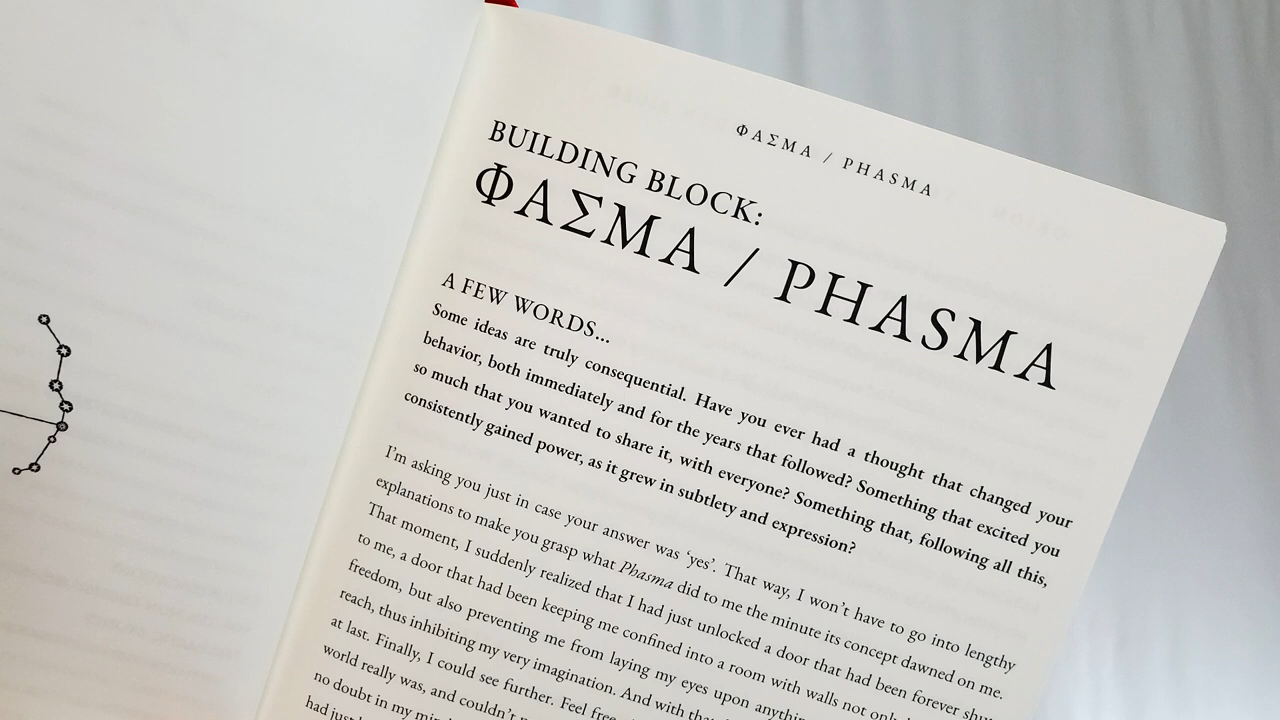 ΦΑΣΜΑ / PHASMA
BUILDING BLOCK:
ΦΑΣΜΑ / PHASMA
A FEW WORDS...
Some ideas are truly consequential. Have you ever had a thought that changed your
behavior, both immediately and for the years that followed? Something that excited you
so much that you wanted to share it, with everyone? Something that, following all this,
consistently gained power, as it grew in subtlety and expression?
I'm asking you just in case your answer was ‘yes’. That way, I won't have to go into lengthy
explanations to make you grasp what Phasma did to me the minute its concept dawned on me.
That moment, I suddenly realized that I had just unlocked a door that had been forever
to me, a door that had been keeping me confined into a room with walls not only
freedom, but also preventing me from laying my eyes upon
reach, thus inhibiting my very imagination. And with
at last. Finally, I could see further. Feel
world really was, and couldn't
no doubt in my
had just